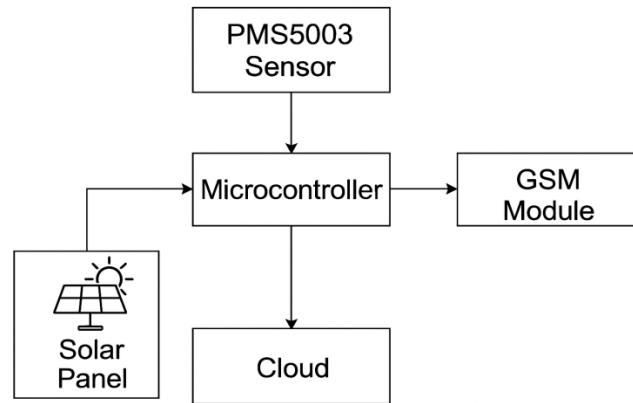 PMS5003
Sensor
Microcontroller
GSM
Module
Solar
Panel
Cloud